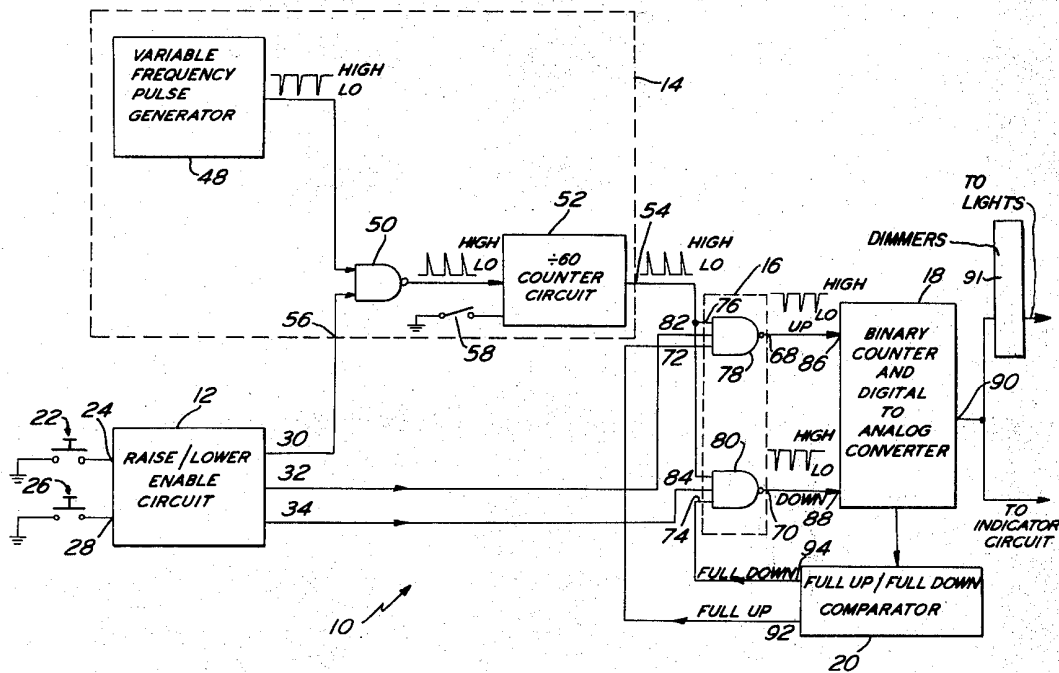 VARIABLE
FREQUENCY
PULSE
GENERATOR
HIGH
LO
14
48
50
52
54
HIGH
LO
÷60
COUNTER
CIRCUIT
HIGH
LO
58
56
16
76
82
72
HIGH
LO
UP
68
78
86
TO
LIGHTS
DIMMERS
91
18
BINARY
COUNTER
AND
DIGITAL
TO
ANALOG
CONVERTER
90
22
24
12
26
28
RAISE/LOWER
ENABLE
CIRCUIT
30
32
34
80
84
74
HIGH
LO
DOWN
70
88
TO
INDICATOR
CIRCUIT
FULL DOWN
94
FULL UP
92
FULL UP/FULL DOWN
COMPARATOR
20
10